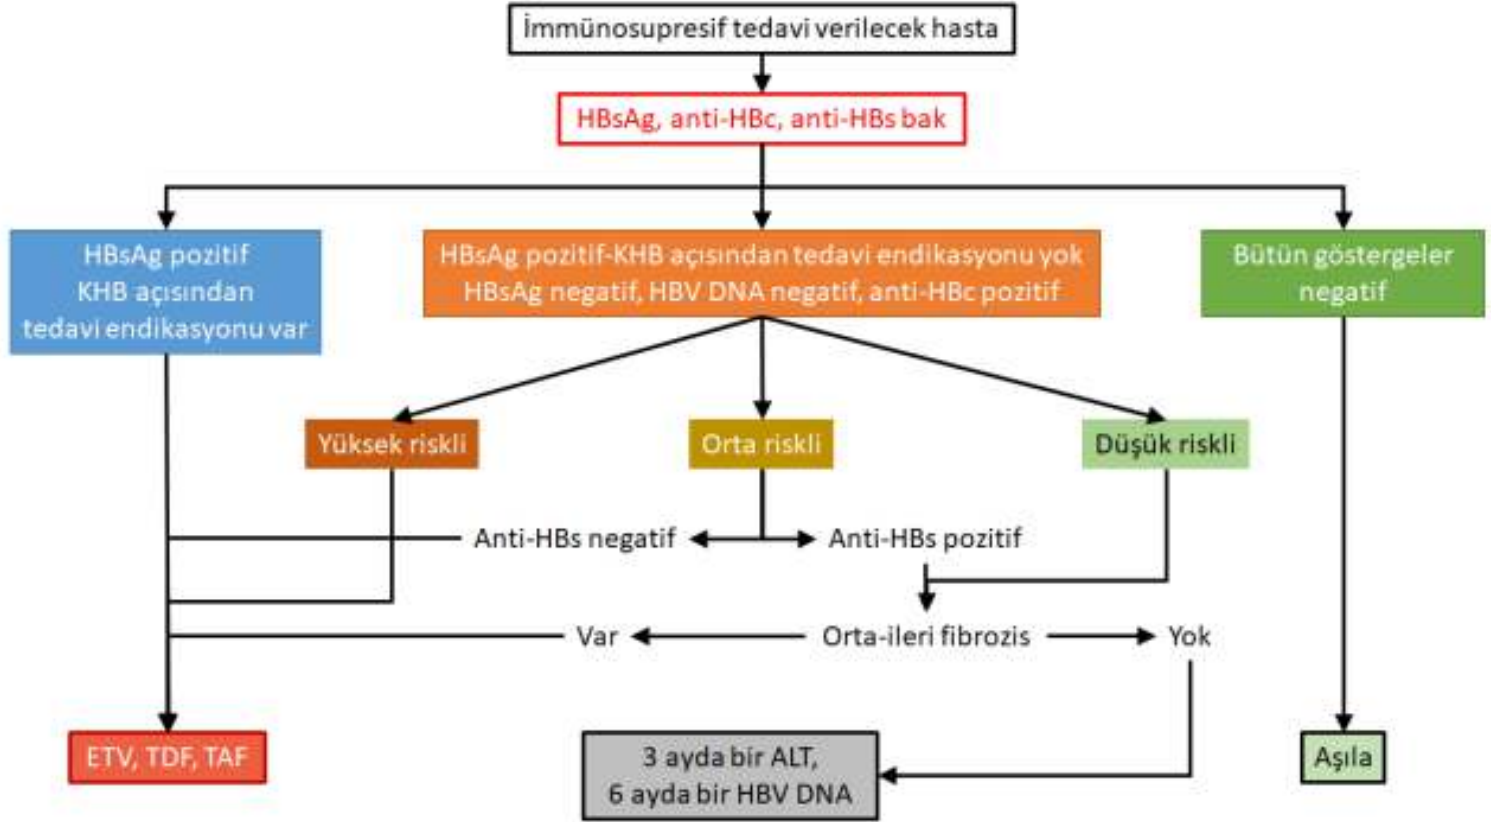 İmmünosupresif tedavi verilecek hasta
HBsAg, anti-HBc, anti-HBs bak
HBsAg pozitif
KHB açısından
tedavi endikasyonu var
HBsAg pozitif-KHB açısından tedavi endikasyonu yok
HBsAg negatif, HBV DNA negatif, anti-HBc pozitif
Bütün göstergeler
negatif
Yüksek riskli
Orta riskli
Düşük riskli
Anti-HBs negatif
Anti-HBs pozitif
Var
Orta-ileri fibrozis
Yok
ETV, TDF, TAF
3 ayda bir ALT,
6 ayda bir HBV DNA
Aşıla